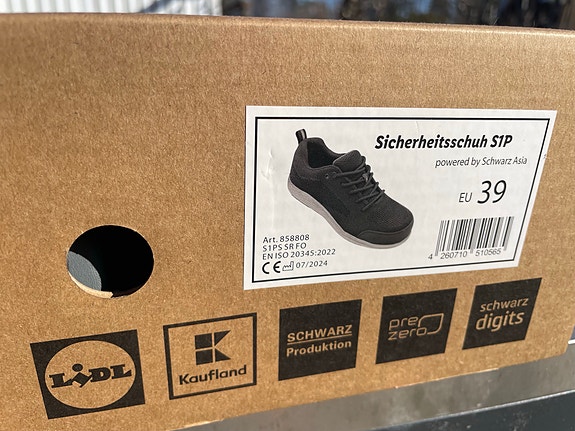 Sicherheitsschuh S1P
powered by Schwarz Asia
EU 39
Art. 858808
S1PS SR FO
EN ISO 20345:2022
CE 07/2024
4 260710 510565
LIDL
K
Kaufland
SCHWARZ
Produktion
pre
zero
schwarz
digits